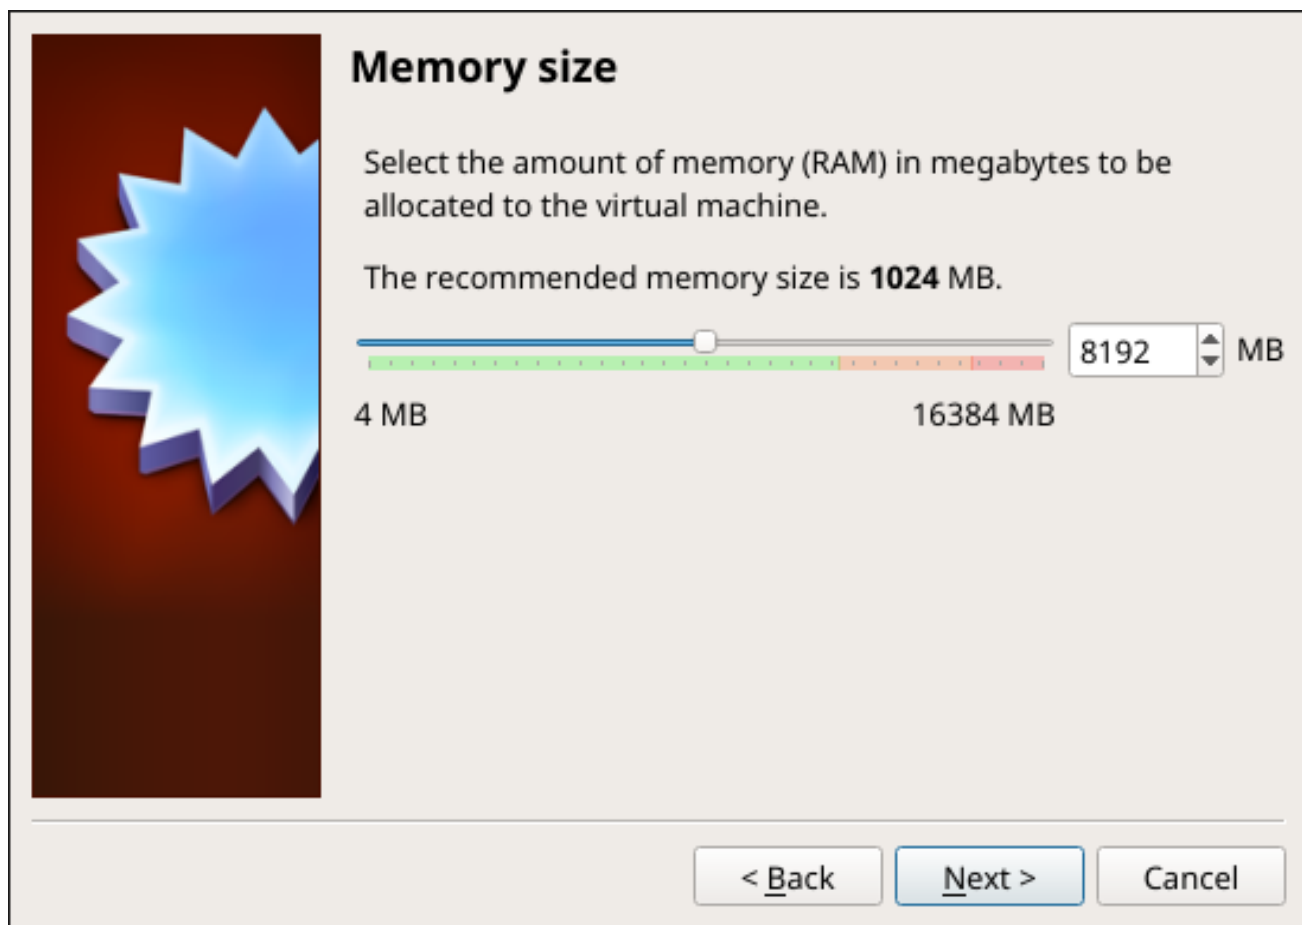 Memory size
Select the amount of memory (RAM) in megabytes to be
allocated to the virtual machine.
The recommended memory size is 1024 MB.
8192 MB
4 MB 16384 MB
< Back Next > Cancel